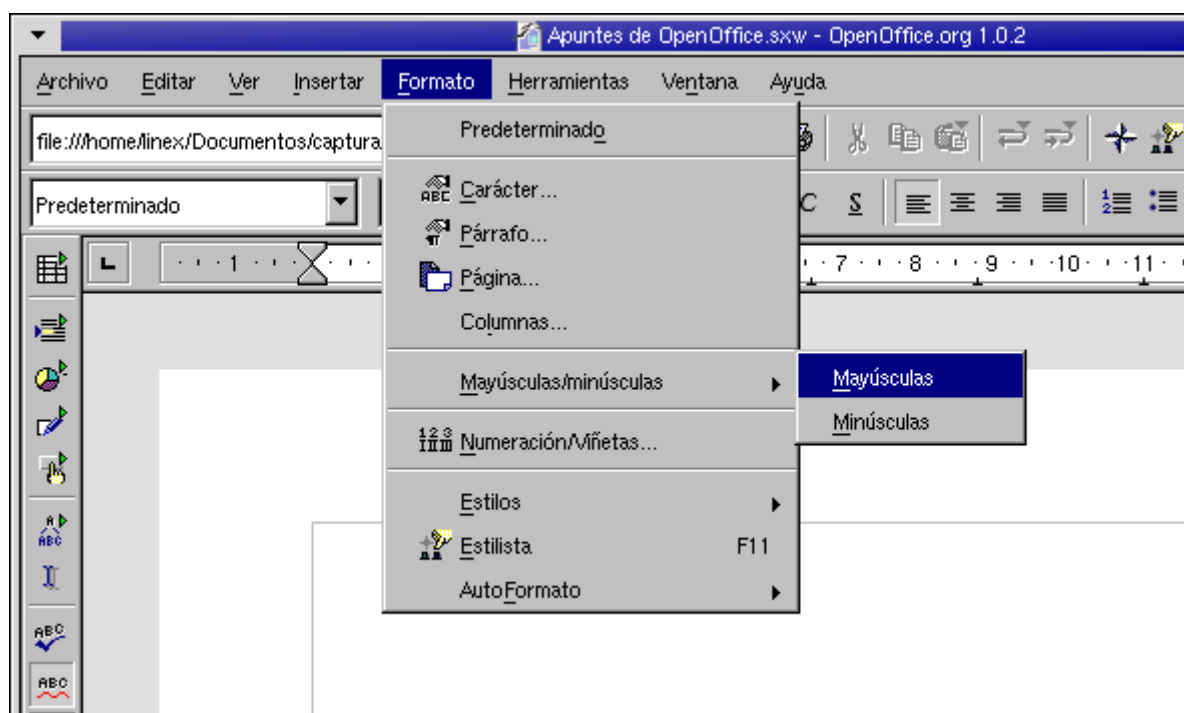 Apuntes de OpenOffice.sxw - OpenOffice.org 1.0.2
Archivo Editar Ver Insertar Formato Herramientas Ventana Ayuda
file:///home/linex/Documentos/captura
Predeterminado
Predeterminado
Carácter...
Párrafo...
Página...
Columnas...
Mayúsculas/minúsculas
Mayúsculas
Minúsculas
Numeración/Viñetas...
Estilos
Estilista F11
AutoFormato
C S
1 7 8 9 10 11
ABC
ABC